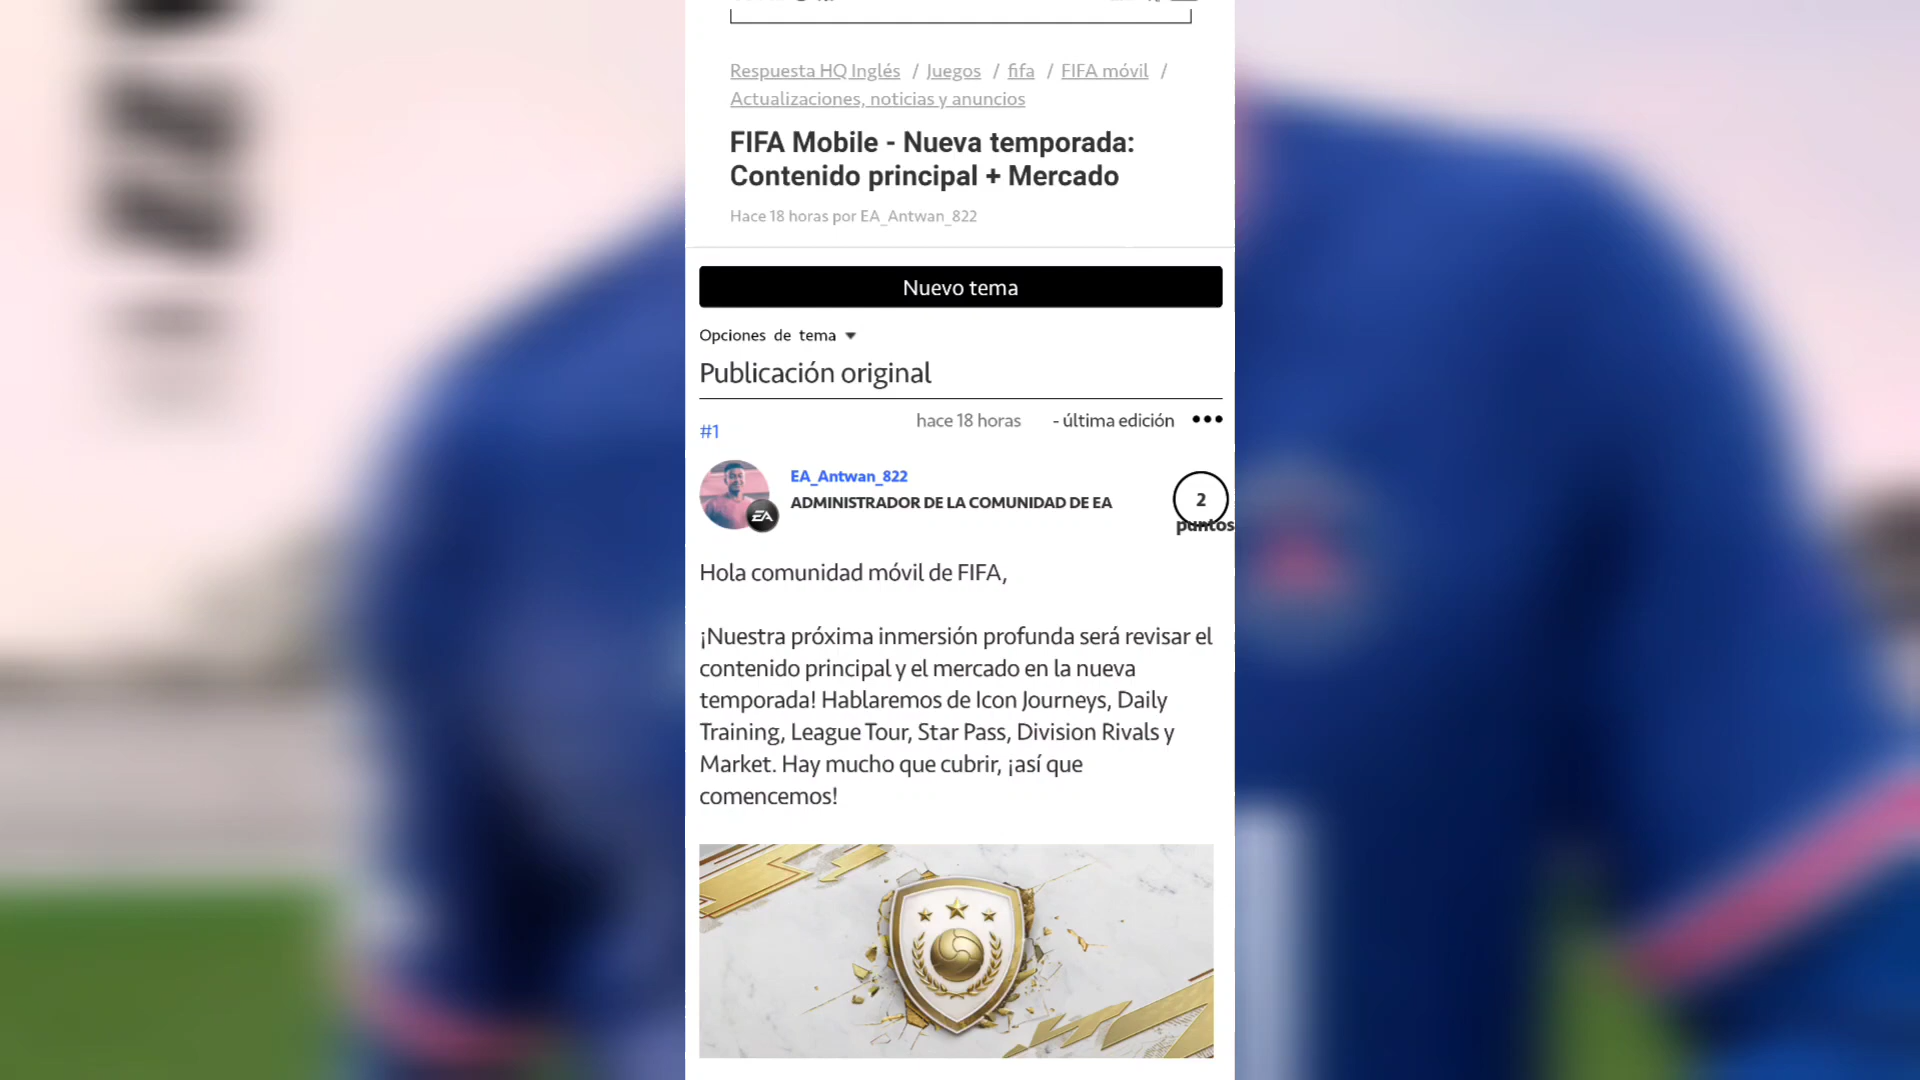 Respuesta HQ Inglés / Juegos / fifa / FIFA móvil /
Actualizaciones, noticias y anuncios
FIFA Mobile - Nueva temporada:
Contenido principal + Mercado
Hace 18 horas por EA_Antwan_822
Nuevo tema
Opciones de tema
Publicación original
#1
hace 18 horas - última edición
EA_Antwan_822
ADMINISTRADOR DE LA COMUNIDAD DE EA
EA
2
puntos
Hola comunidad móvil de FIFA,
¡Nuestra próxima inmersión profunda será revisar el
contenido principal y el mercado en la nueva
temporada! Hablaremos de Icon Journeys, Daily
Training, League Tour, Star Pass, Division Rivals y
Market. Hay mucho que cubrir, ¡así que
comencemos!